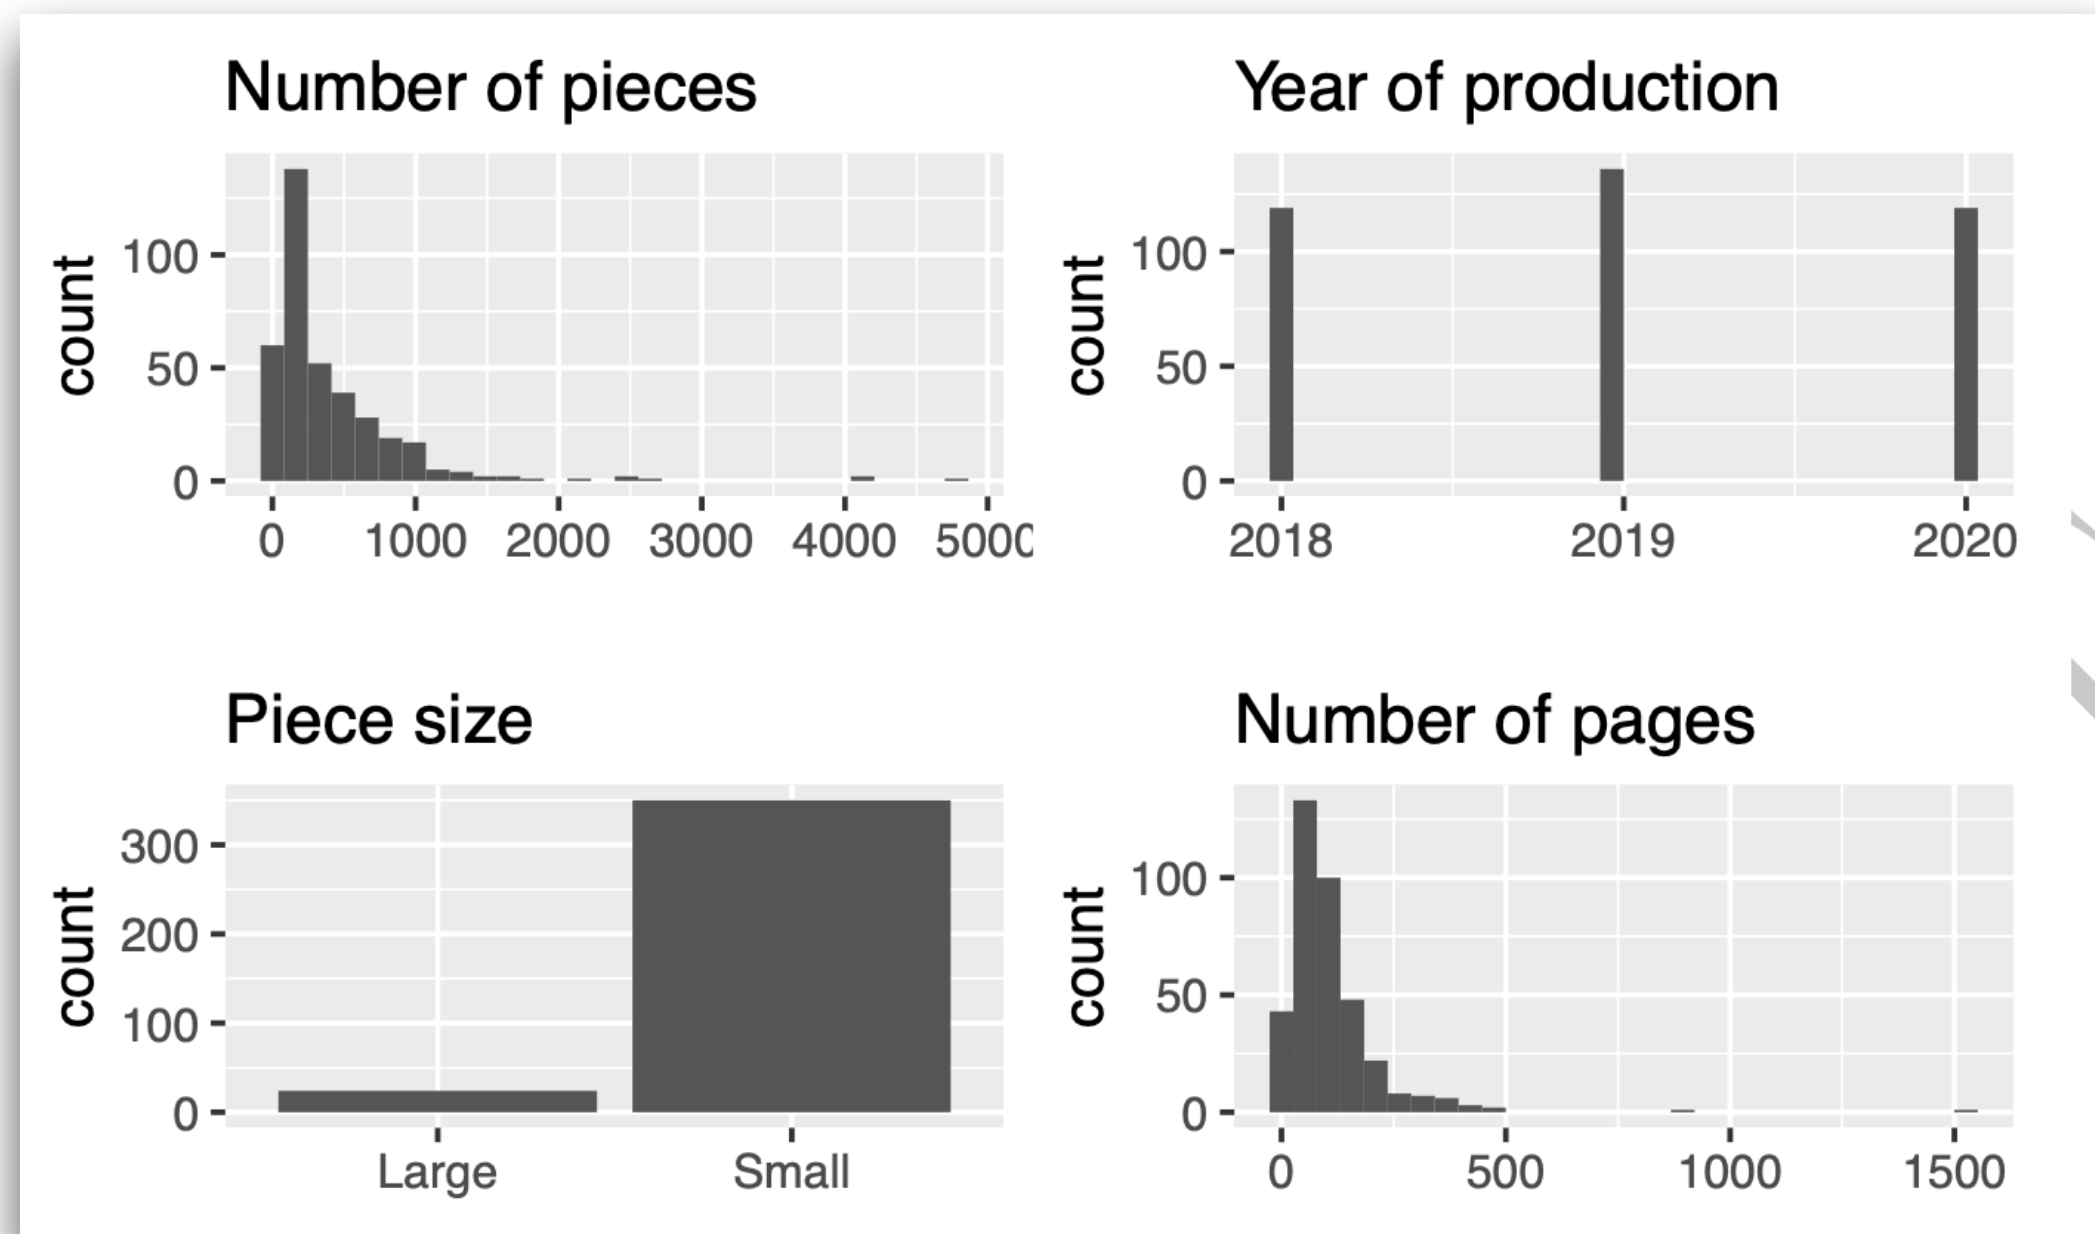 Number of pieces
count
100
50
0
0 1000 2000 3000 4000 5000
Year of production
count
100
50
0
2018 2019 2020
Piece size
count
300
200
100
0
Large Small
Number of pages
count
100
50
0
0 500 1000 1500